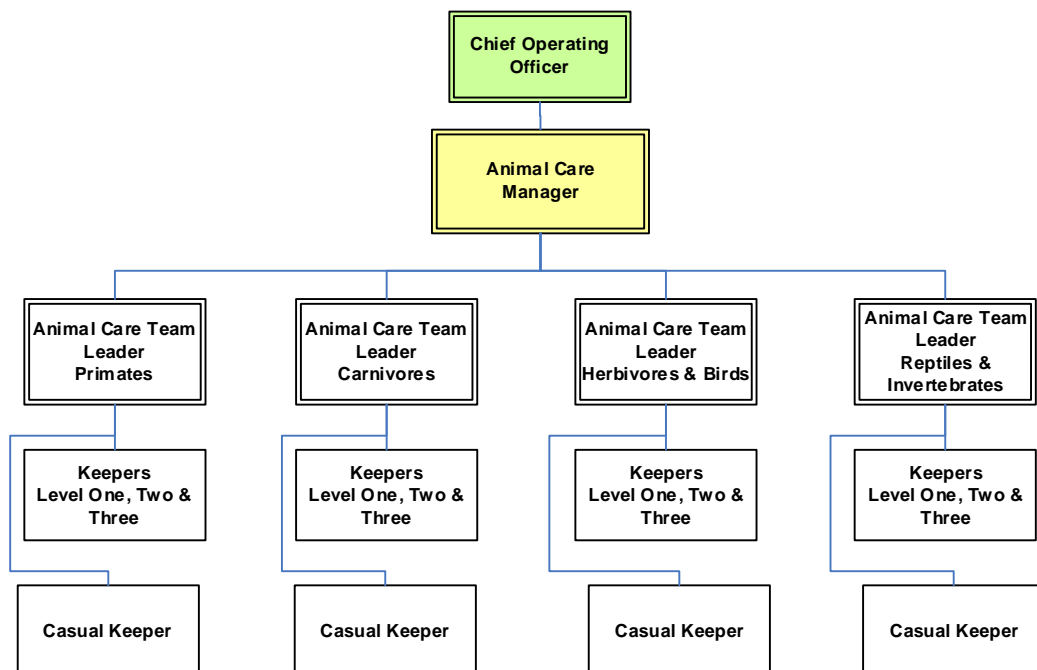 Chief Operating
Officer
Animal Care
Manager
Animal Care Team
Leader
Primates
Animal Care Team
Leader
Carnivores
Animal Care Team
Leader
Herbivores & Birds
Animal Care Team
Leader
Reptiles &
Invertebrates
Keepers
Level One, Two &
Three
Keepers
Level One, Two &
Three
Keepers
Level One, Two &
Three
Keepers
Level One, Two &
Three
Casual Keeper
Casual Keeper
Casual Keeper
Casual Keeper